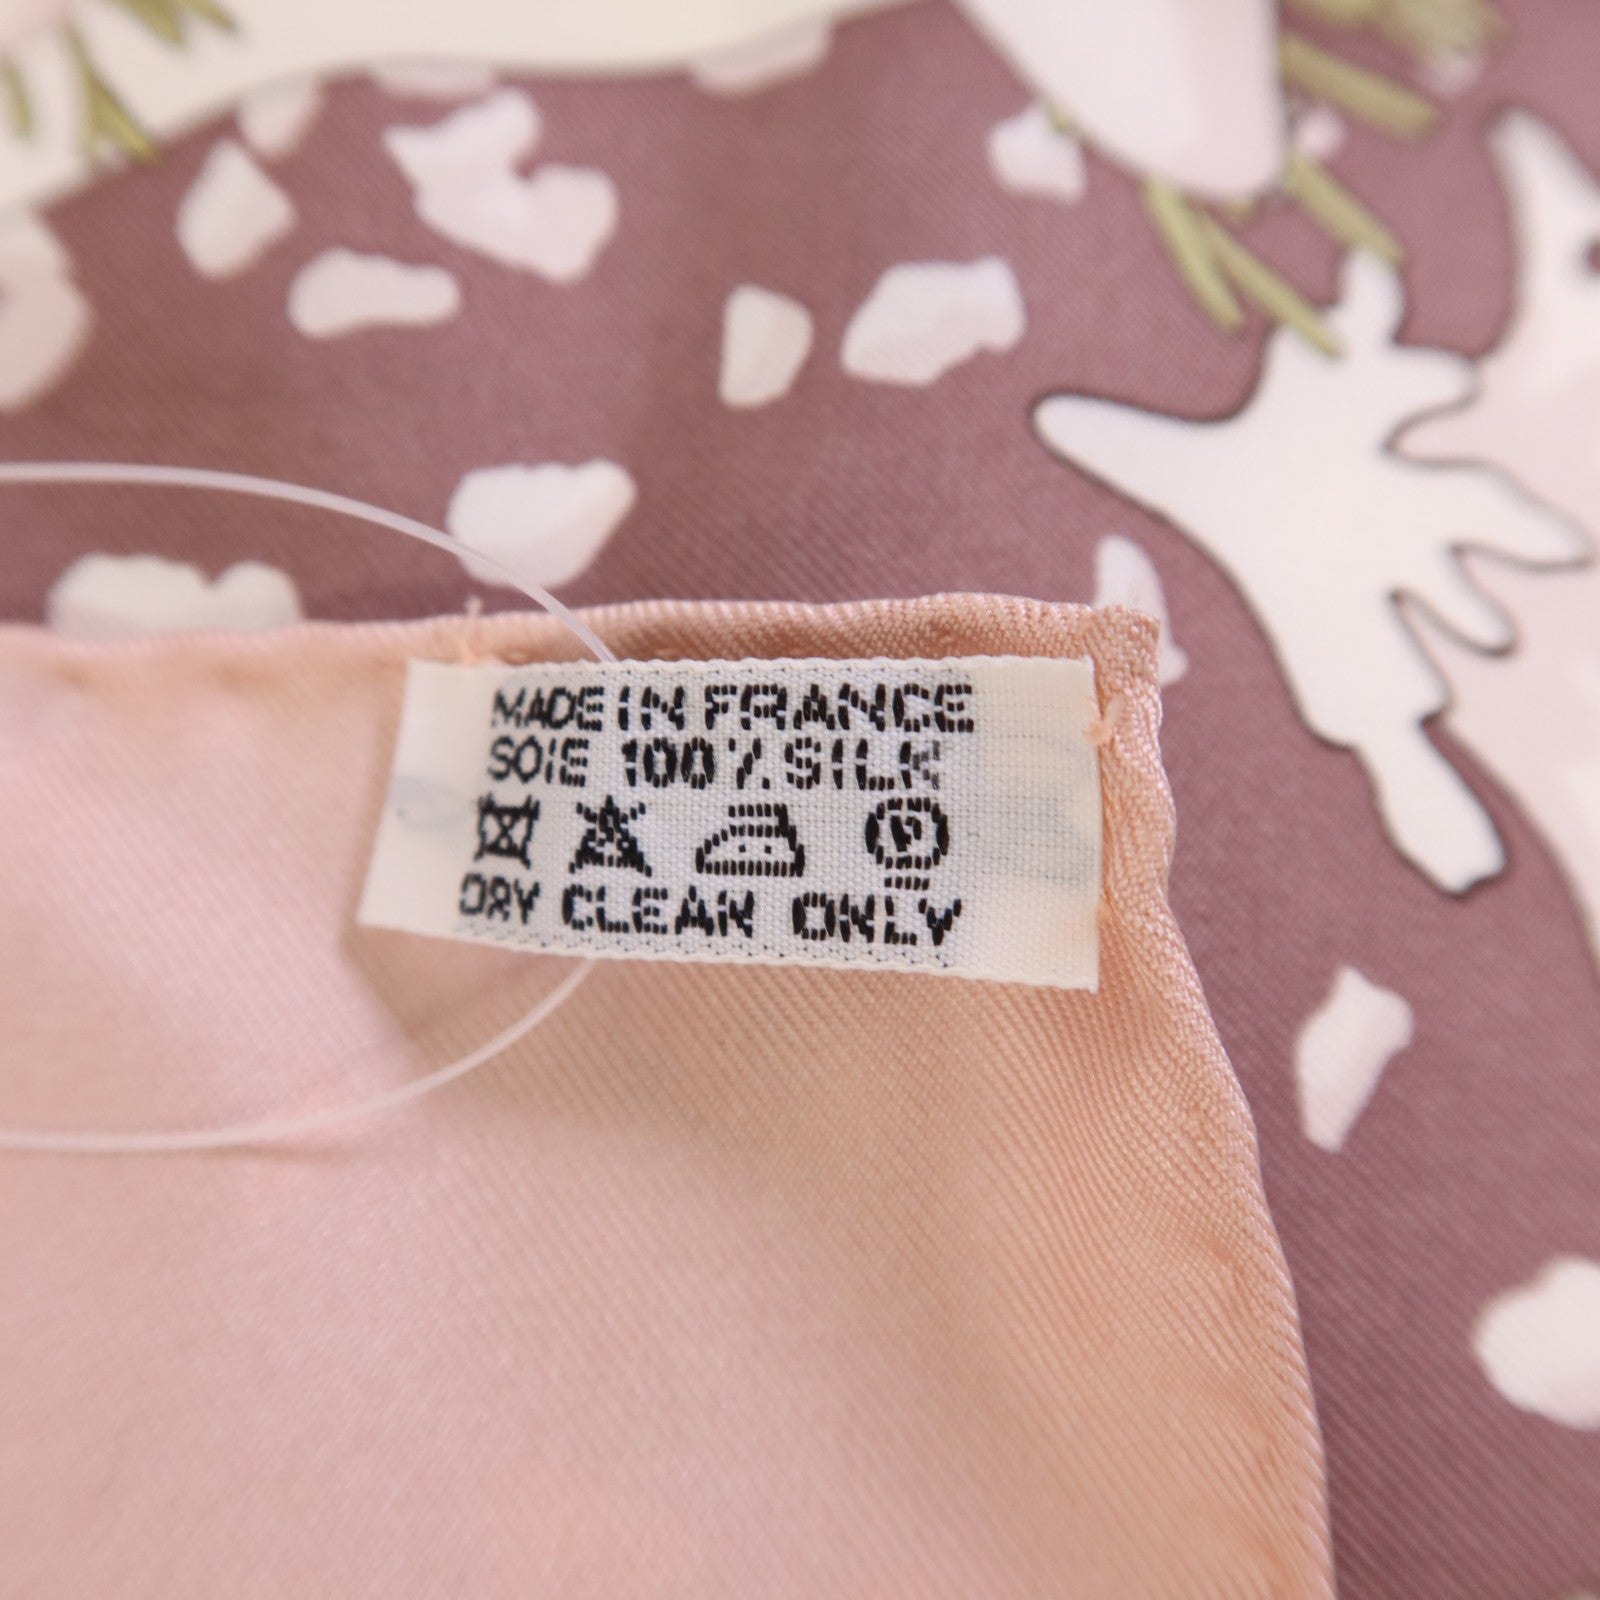 MADE IN FRANCE
SOIE 100% SILK
P
DRY CLEAN ONLY